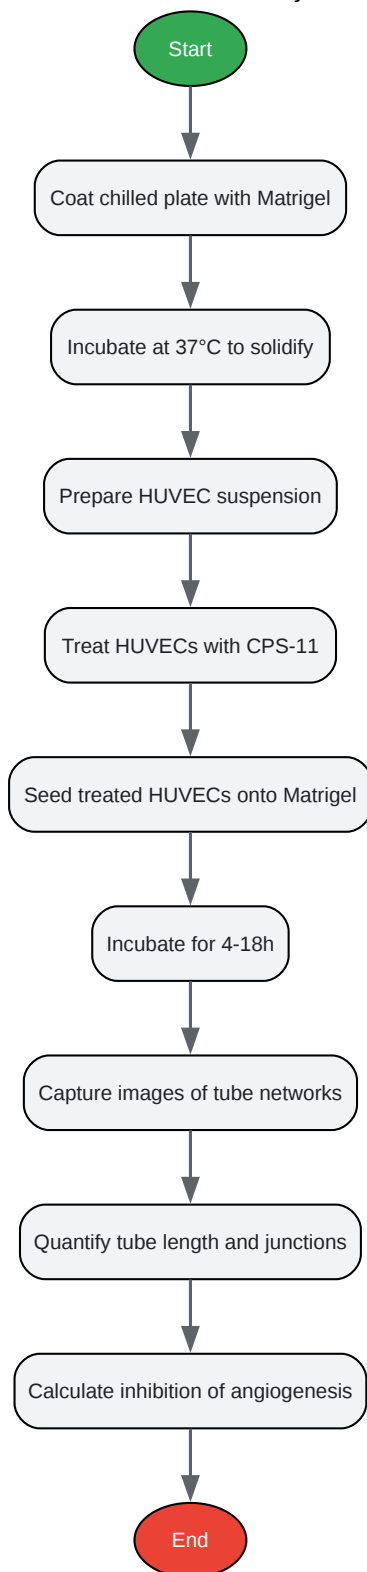 Start
Coat chilled plate with Matrigel
Incubate at 37°C to solidify
Prepare HUVEC suspension
Treat HUVECs with CPS-11
Seed treated HUVECs onto Matrigel
Incubate for 4-18h
Capture images of tube networks
Quantify tube length and junctions
Calculate inhibition of angiogenesis
End